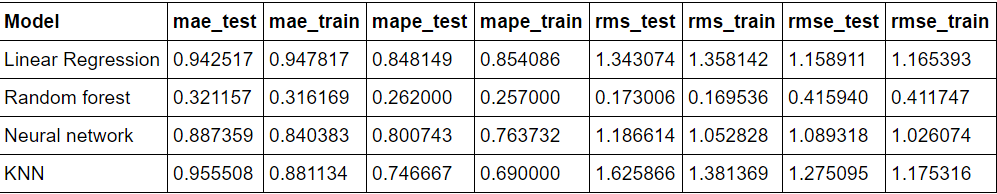 Model mae_test mae_train mape_test mape_train rms_test rms_train rmse_test rmse_train
Linear Regression 0.942517 0.947817 0.848149 0.854086 1.343074 1.358142 1.158911 1.165393
Random forest 0.321157 0.316169 0.262000 0.257000 0.173006 0.169536 0.415940 0.411747
Neural network 0.887359 0.840383 0.800743 0.763732 1.186614 1.052828 1.089318 1.026074
KNN 0.955508 0.881134 0.746667 0.690000 1.625866 1.381369 1.275095 1.175316